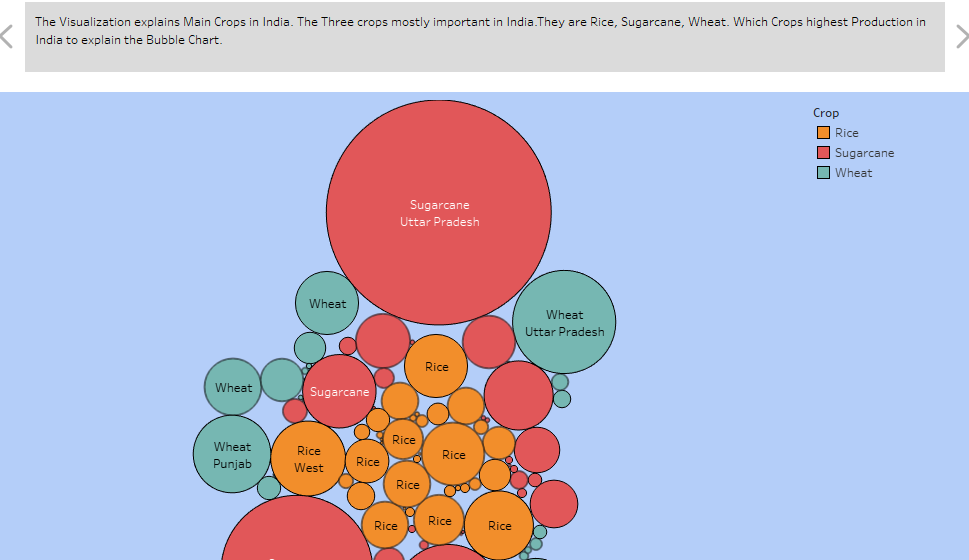 The Visualization explains Main Crops in India. The Three crops mostly important in India.They are Rice, Sugarcane, Wheat. Which Crops highest Production in
India to explain the Bubble Chart.
Crop
Rice
Sugarcane
Wheat
Sugarcane
Uttar Pradesh
Wheat
Wheat
Uttar Pradesh
Rice
Wheat
Sugarcane
Rice
Wheat
Punjab
Rice
West
Rice
Rice
Rice
Rice
Rice
Rice